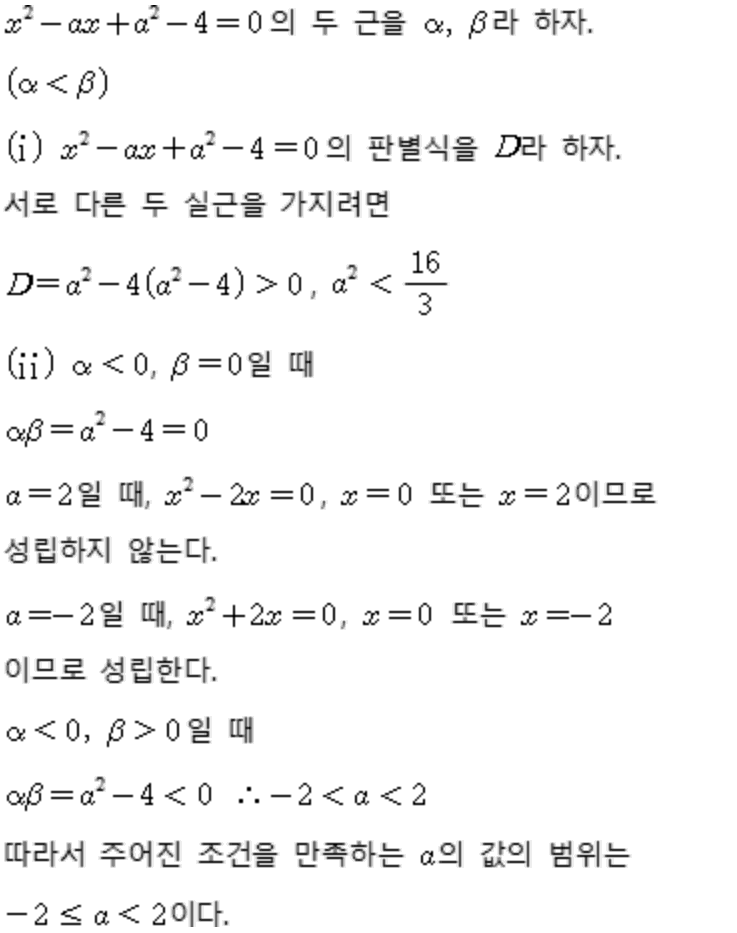 x² − ax + a² − 4 = 0의 두 근을 α, β라 하자.
(α < β)
(i) x² − ax + a² − 4 = 0의 판별식을 D라 하자.
서로 다른 두 실근을 가지려면
D = a² − 4(a² − 4) > 0, a² < 16/3
(ii) α < 0, β = 0일 때
αβ = a² − 4 = 0
a = 2일 때, x² − 2x = 0, x = 0 또는 x = 2이므로
성립하지 않는다.
a = −2일 때, x² + 2x = 0, x = 0 또는 x = −2
이므로 성립한다.
α < 0, β > 0일 때
αβ = a² − 4 < 0 ∴ −2 < a < 2
따라서 주어진 조건을 만족하는 a의 값의 범위는
−2 ≤ a < 2이다.